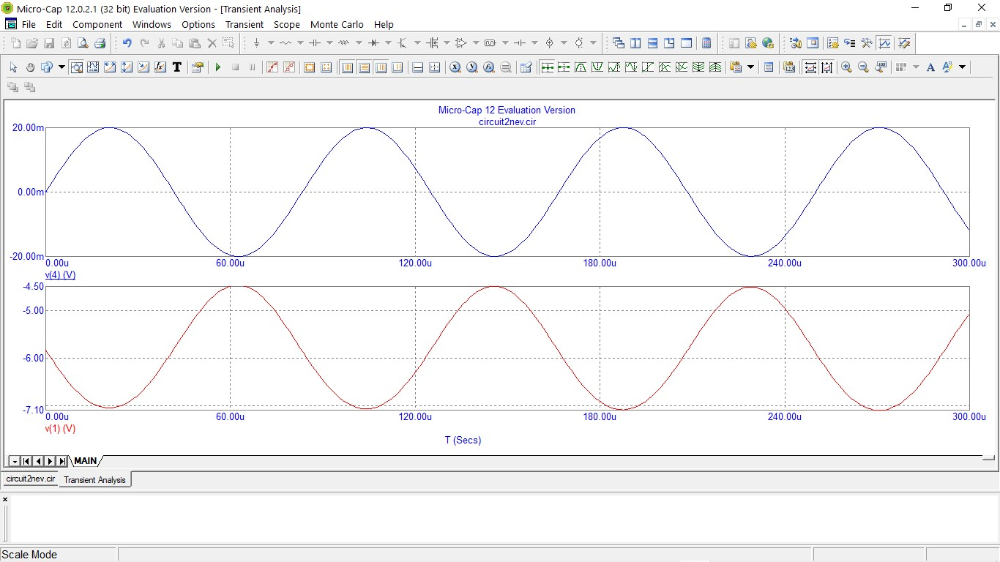 Micro-Cap 12.0.2.1 (32 bit) Evaluation Version - [Transient Analysis]
File Edit Component Windows Options Transient Scope Monte Carlo Help
Micro-Cap 12 Evaluation Version
circuit2nev.cir
20.00m
0.00m
-20.00m
0.00u 60.00u 120.00u 180.00u 240.00u 300.00u
v(4) (V)
-4.50
-5.00
-6.00
-7.10
0.00u 60.00u 120.00u 180.00u 240.00u 300.00u
v(1) (V)
T (Secs)
MAIN
circuit2nev.cir Transient Analysis
Scale Mode